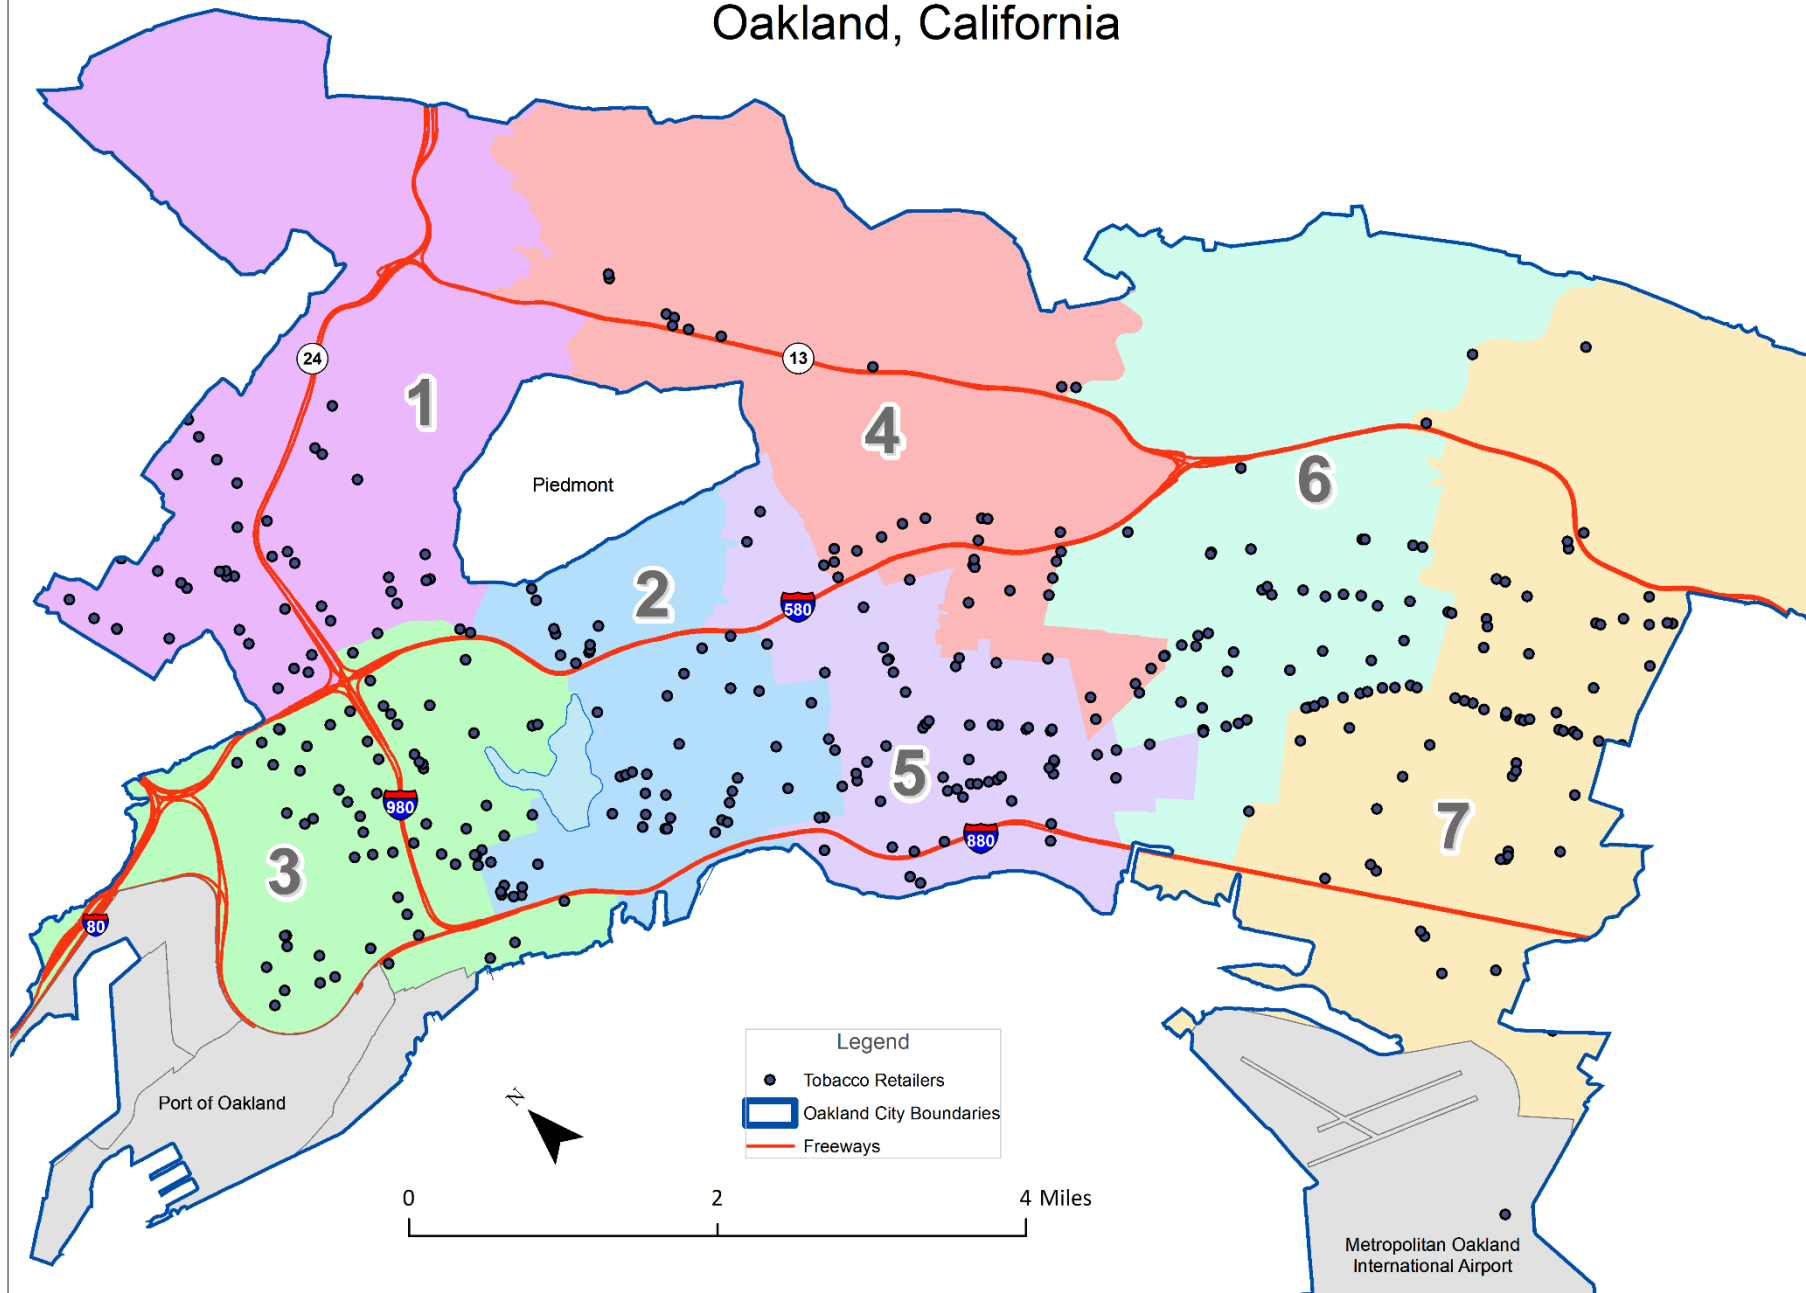 Oakland, California
24
13
1
4
6
Piedmont
2
580
5
980
880
7
3
80
Legend
Tobacco Retailers
Oakland City Boundaries
Freeways
N
Port of Oakland
0 2 4 Miles
Metropolitan Oakland
International Airport